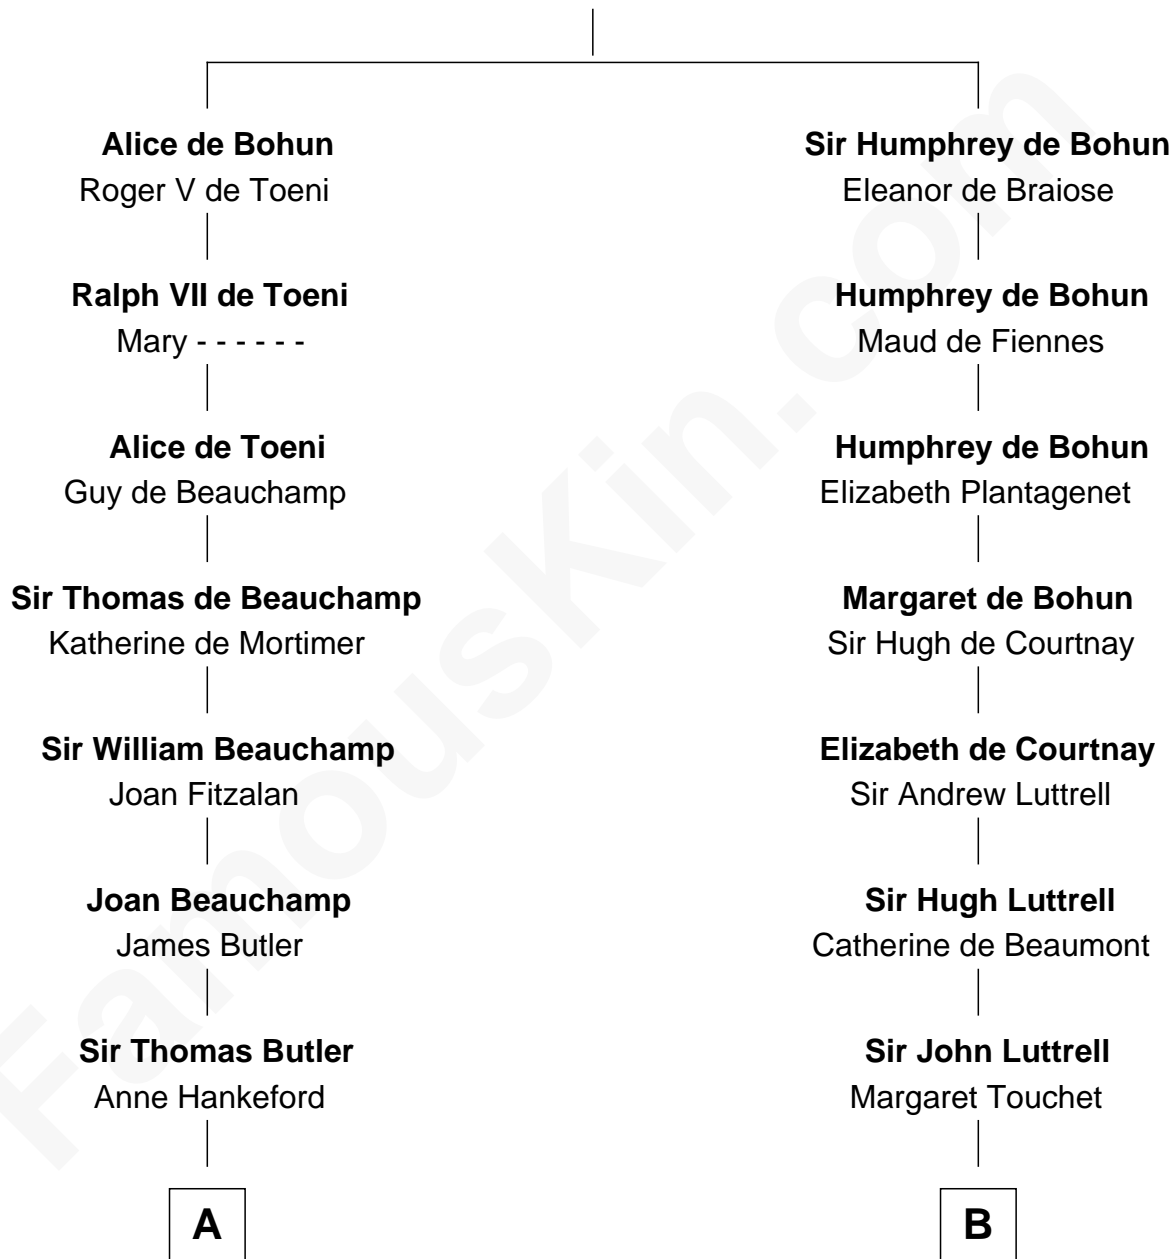 Alice de Bohun
Roger V de Toeni
Ralph VII de Toeni
Mary - - - - - -
Alice de Toeni
Guy de Beauchamp
Sir Thomas de Beauchamp
Katherine de Mortimer
Sir William Beauchamp
Joan Fitzalan
Joan Beauchamp
James Butler
Sir Thomas Butler
Anne Hankeford
A
Sir Humphrey de Bohun
Eleanor de Braiose
Humphrey de Bohun
Maud de Fiennes
Humphrey de Bohun
Elizabeth Plantagenet
Margaret de Bohun
Sir Hugh de Courtnay
Elizabeth de Courtnay
Sir Andrew Luttrell
Sir Hugh Luttrell
Catherine de Beaumont
Sir John Luttrell
Margaret Touchet
B
FamousKin.com